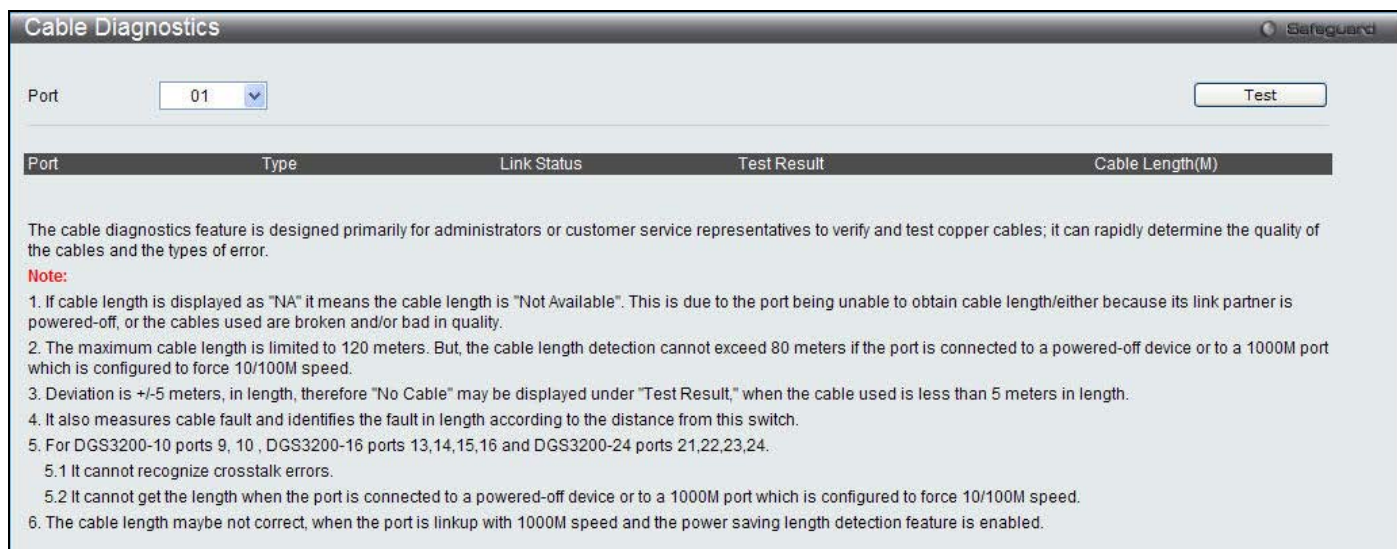 Cable Diagnostics
Safeguard
Port 01 Test
Port Type Link Status Test Result Cable Length(M)
The cable diagnostics feature is designed primarily for administrators or customer service representatives to verify and test copper cables; it can rapidly determine the quality of
the cables and the types of error.
Note:
1. If cable length is displayed as "NA" it means the cable length is "Not Available". This is due to the port being unable to obtain cable length/either because its link partner is
powered-off, or the cables used are broken and/or bad in quality.
2. The maximum cable length is limited to 120 meters. But, the cable length detection cannot exceed 80 meters if the port is connected to a powered-off device or to a 1000M port
which is configured to force 10/100M speed.
3. Deviation is +/-5 meters, in length, therefore "No Cable" may be displayed under "Test Result," when the cable used is less than 5 meters in length.
4. It also measures cable fault and identifies the fault in length according to the distance from this switch.
5. For DGS3200-10 ports 9, 10 , DGS3200-16 ports 13,14,15,16 and DGS3200-24 ports 21,22,23,24.
5.1 It cannot recognize crosstalk errors.
5.2 It cannot get the length when the port is connected to a powered-off device or to a 1000M port which is configured to force 10/100M speed.
6. The cable length maybe not correct, when the port is linkup with 1000M speed and the power saving length detection feature is enabled.